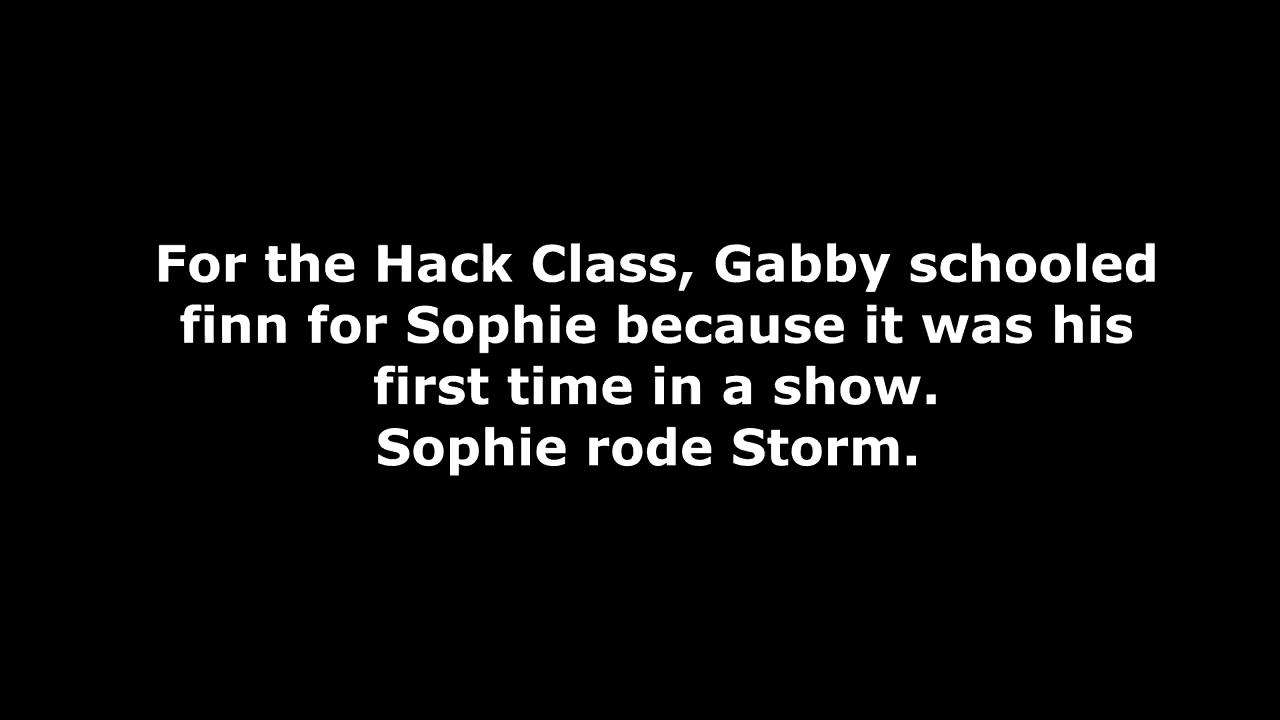 For the Hack Class, Gabby schooled
finn for Sophie because it was his
first time in a show.
Sophie rode Storm.